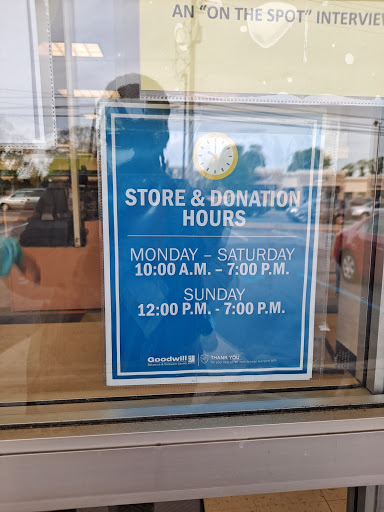 AN "ON THE SPOT" INTERVIEW
STORE & DONATION
HOURS
MONDAY – SATURDAY
10:00 A.M. – 7:00 P.M.
SUNDAY
12:00 P.M. - 7:00 P.M.
Goodwill
THANK YOU